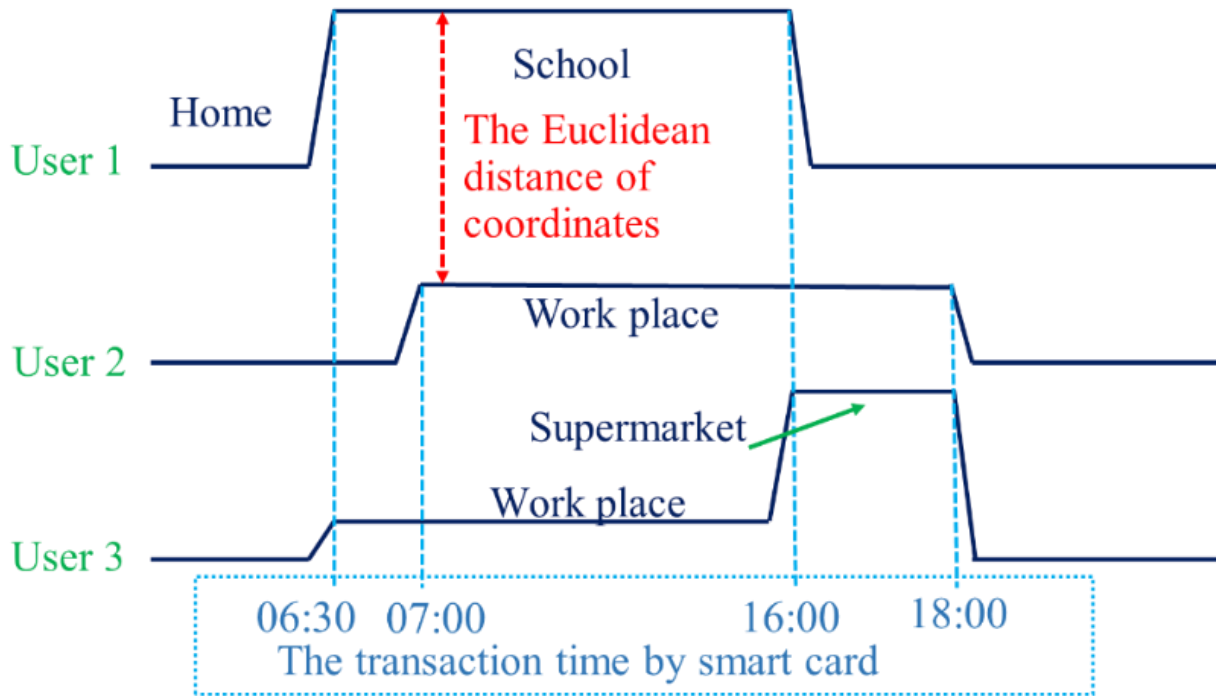 School
Home
User 1
The Euclidean
distance of
coordinates
Work place
User 2
Supermarket
Work place
User 3
06:30 07:00 16:00 18:00
The transaction time by smart card